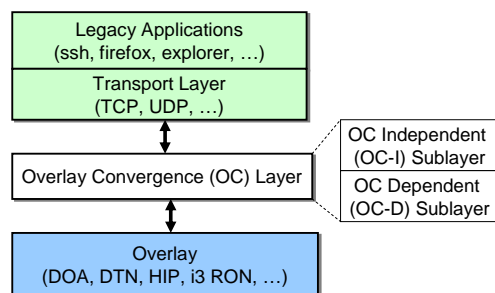 Legacy Applications
(ssh, firefox, explorer, …)
Transport Layer
(TCP, UDP, …)
Overlay Convergence (OC) Layer
OC Independent
(OC-I) Sublayer
OC Dependent
(OC-D) Sublayer
Overlay
(DOA, DTN, HIP, i3 RON, …)